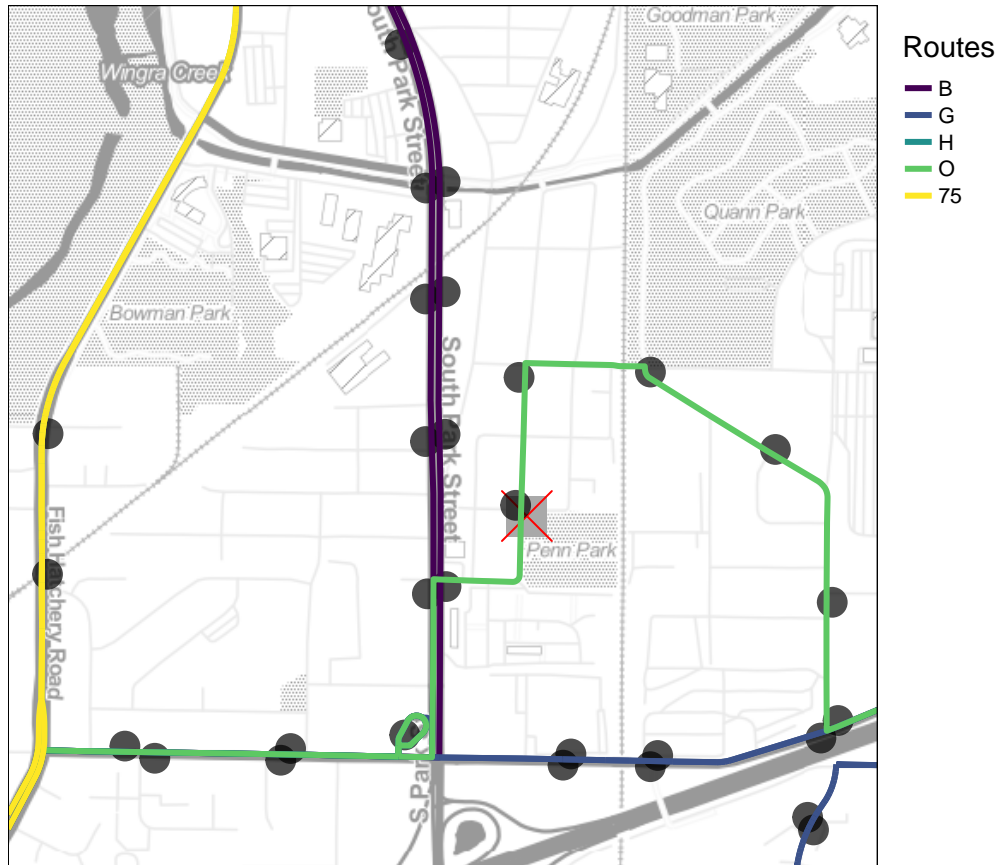 Goodman Park
Routes
Wingra Creek
South Park Street
B
G
H
O
75
Quann Park
Bowman Park
South Park Street
Penn Park
Fish Hatchery Road
S Park S